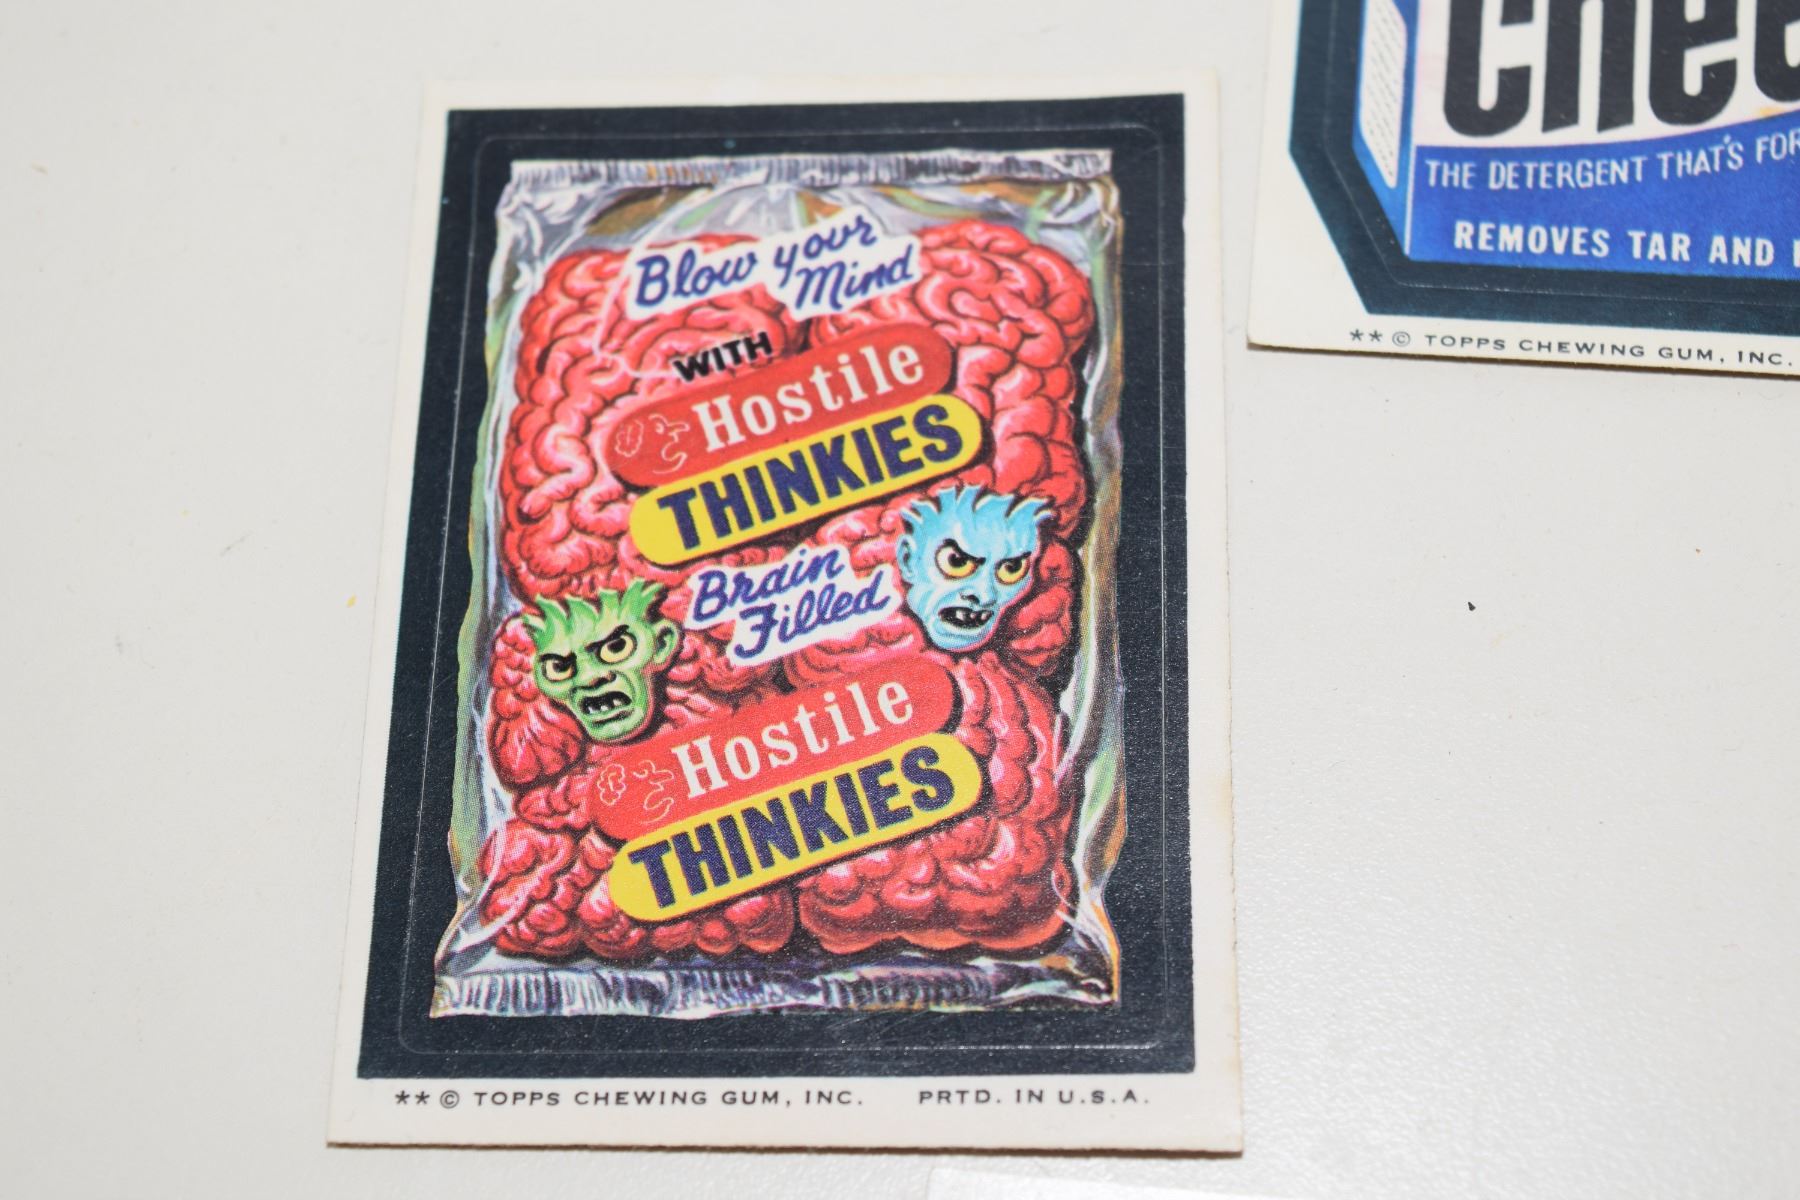 Blow your
Mind
WITH
Hostile
THINKIES
Brain
Filled
Hostile
THINKIES
** © TOPPS CHEWING GUM, INC. PRTD. IN U.S.A.
THE DETERGENT THAT'S FOR
REMOVES TAR AND
** © TOPPS CHEWING GUM, INC.